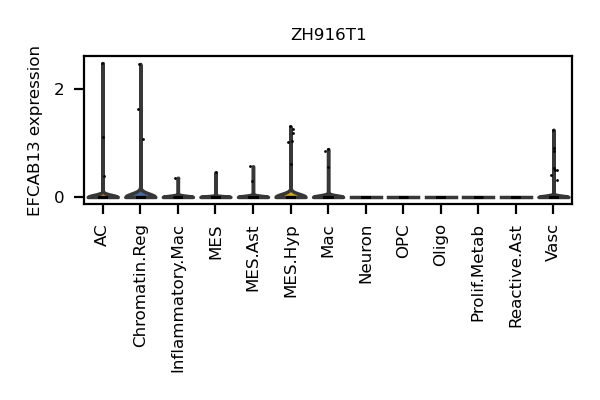 ZH916T1
EFCAB13 expression
2
0
AC
Chromatin.Reg
Inflammatory.Mac
MES
MES.Ast
MES.Hyp
Mac
Neuron
OPC
Oligo
Prolif.Metab
Reactive.Ast
Vasc